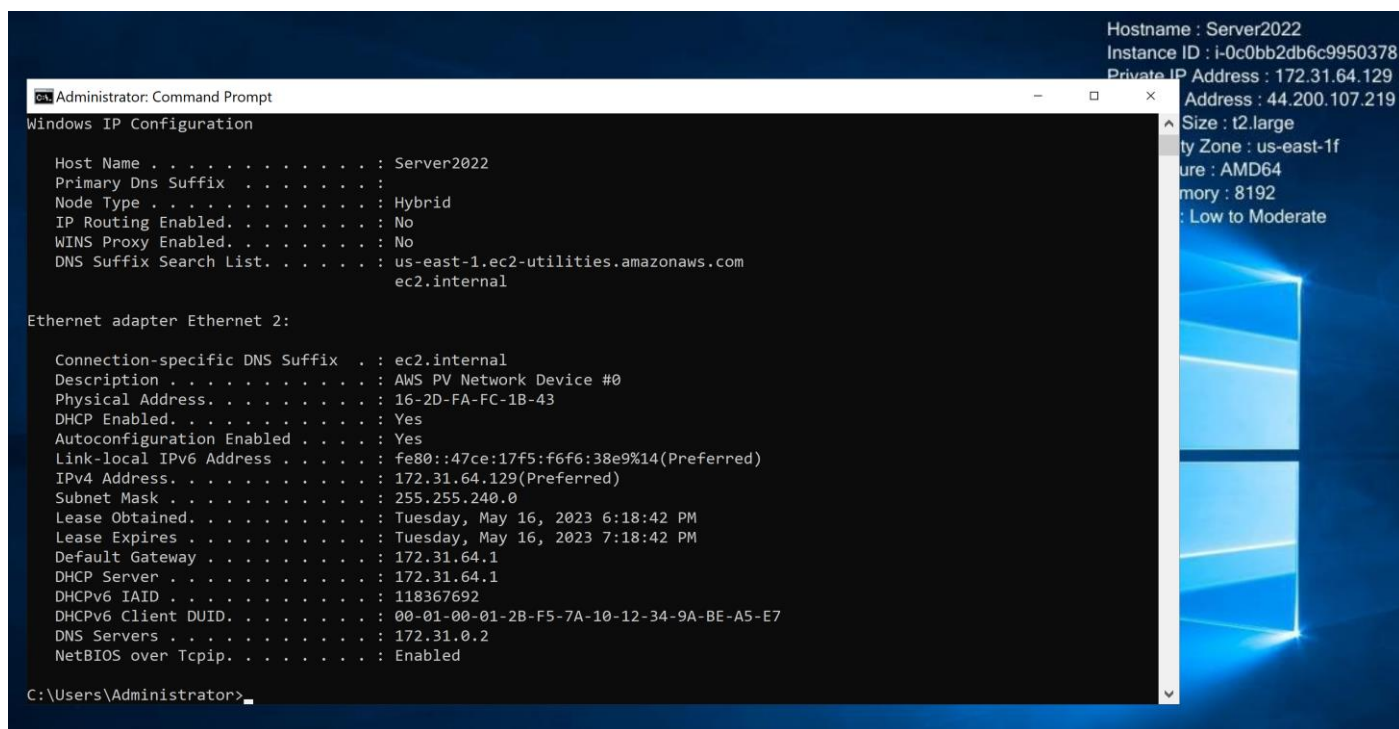 Hostname : Server2022
Instance ID : i-0c0bb2db6c9950378
Private IP Address : 172.31.64.129
Address : 44.200.107.219
Size : t2.large
ty Zone : us-east-1f
ure : AMD64
mory : 8192
: Low to Moderate
Administrator: Command Prompt
Windows IP Configuration
Host Name . . . . . . . . . . . . : Server2022
Primary Dns Suffix  . . . . . . . :
Node Type . . . . . . . . . . . . : Hybrid
IP Routing Enabled. . . . . . . . : No
WINS Proxy Enabled. . . . . . . . : No
DNS Suffix Search List. . . . . . : us-east-1.ec2-utilities.amazonaws.com
ec2.internal
Ethernet adapter Ethernet 2:
Connection-specific DNS Suffix  . : ec2.internal
Description . . . . . . . . . . . : AWS PV Network Device #0
Physical Address. . . . . . . . . : 16-2D-FA-FC-1B-43
DHCP Enabled. . . . . . . . . . . : Yes
Autoconfiguration Enabled . . . . : Yes
Link-local IPv6 Address . . . . . : fe80::47ce:17f5:f6f6:38e9%14(Preferred)
IPv4 Address. . . . . . . . . . . : 172.31.64.129(Preferred)
Subnet Mask . . . . . . . . . . . : 255.255.240.0
Lease Obtained. . . . . . . . . . : Tuesday, May 16, 2023 6:18:42 PM
Lease Expires . . . . . . . . . . : Tuesday, May 16, 2023 7:18:42 PM
Default Gateway . . . . . . . . . : 172.31.64.1
DHCP Server . . . . . . . . . . . : 172.31.64.1
DHCPv6 IAID . . . . . . . . . . . : 118367692
DHCPv6 Client DUID. . . . . . . . : 00-01-00-01-2B-F5-7A-10-12-34-9A-BE-A5-E7
DNS Servers . . . . . . . . . . . : 172.31.0.2
NetBIOS over Tcpip. . . . . . . . : Enabled
C:\Users\Administrator>